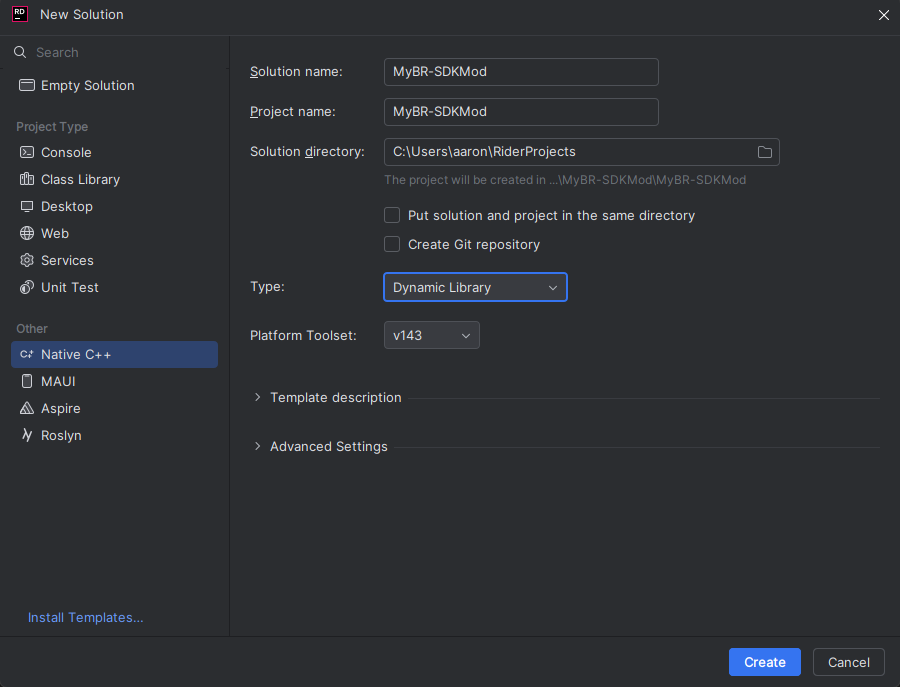 RD
New Solution
Search
Empty Solution
Project Type
Console
Class Library
Desktop
Web
Services
Unit Test
Other
C++ Native C++
MAUI
Aspire
Roslyn
Install Templates...
Solution name: MyBR-SDKMod
Project name: MyBR-SDKMod
Solution directory: C:\Users\aaron\RiderProjects
The project will be created in ...\MyBR-SDKMod\MyBR-SDKMod
Put solution and project in the same directory
Create Git repository
Type: Dynamic Library
Platform Toolset: v143
Template description
Advanced Settings
Create Cancel